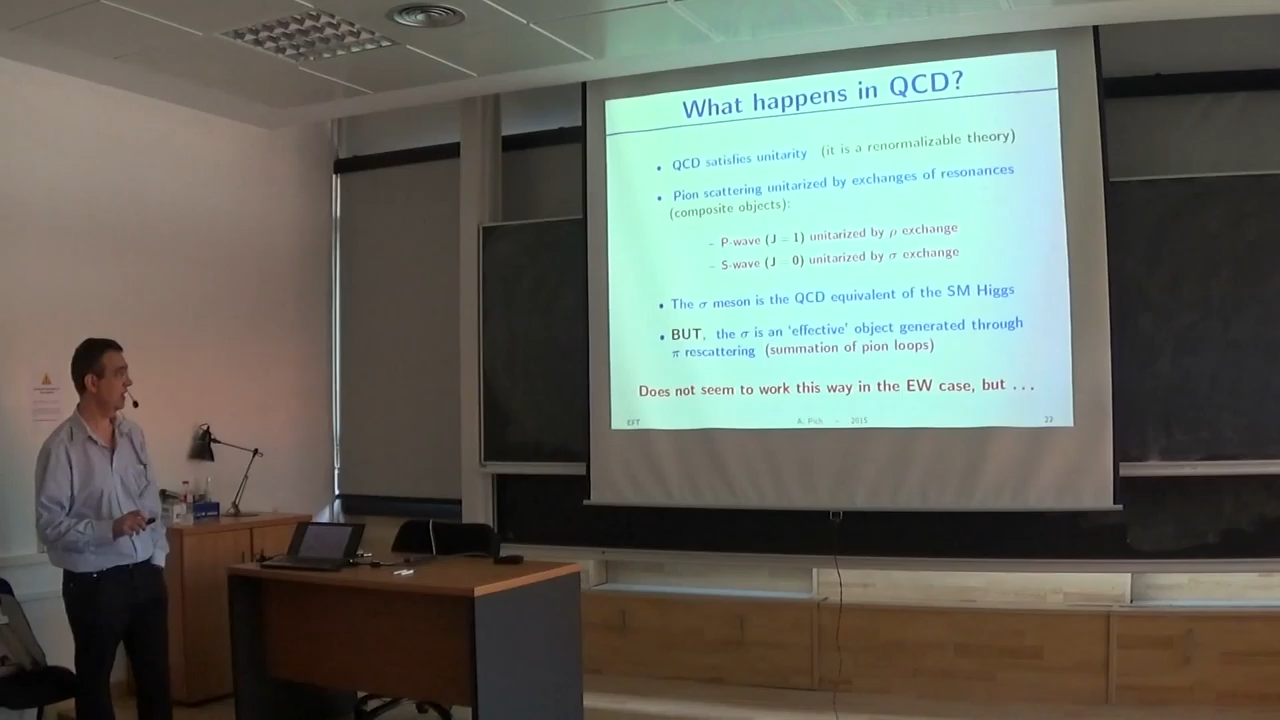 What happens in QCD?
• QCD satisfies unitarity (it is a renormalizable theory)
• Pion scattering unitarized by exchanges of resonances
(composite objects):
– P-wave (J = 1) unitarized by ρ exchange
– S-wave (J = 0) unitarized by σ exchange
• The σ meson is the QCD equivalent of the SM Higgs
• BUT, the σ is an 'effective' object generated through
π rescattering (summation of pion loops)
Does not seem to work this way in the EW case, but ...
EFT A. Pich – 2015 22